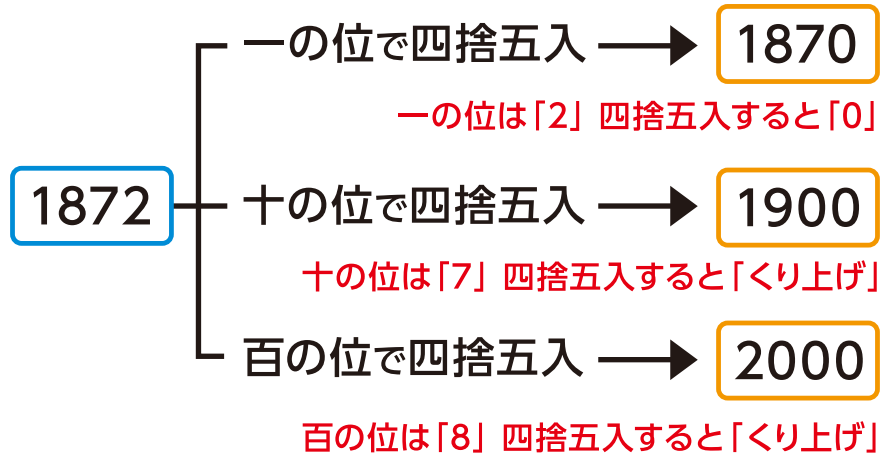 一の位で四捨五入 1870
一の位は「2」 四捨五入すると「0」
1872 十の位で四捨五入 1900
十の位は「7」 四捨五入すると「くり上げ」
百の位で四捨五入 2000
百の位は「8」 四捨五入すると「くり上げ」